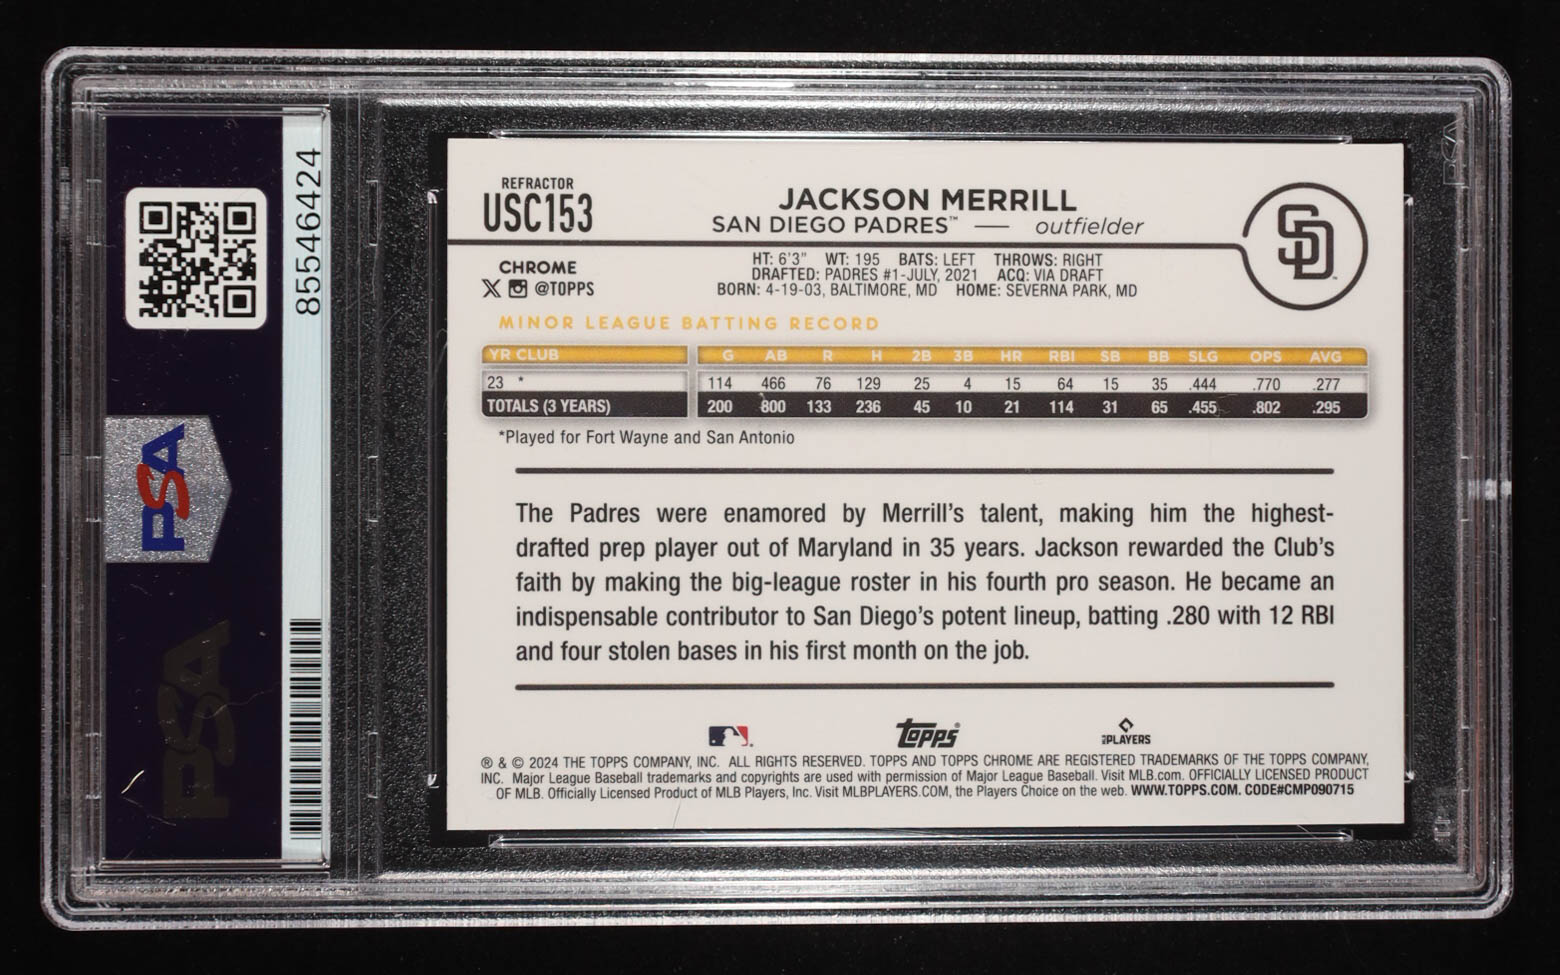 REFRACTOR
USC153
JACKSON MERRILL
SAN DIEGO PADRES™ — outfielder
SD
CHROME
@TOPPS
HT: 6'3" WT: 195 BATS: LEFT THROWS: RIGHT
DRAFTED: PADRES #1-JULY, 2021 ACQ: VIA DRAFT
BORN: 4-19-03, BALTIMORE, MD HOME: SEVERNA PARK, MD
MINOR LEAGUE BATTING RECORD
YR CLUB G AB R H 2B 3B HR RBI SB BB SLG OPS AVG
23 * 114 466 76 129 25 4 15 64 15 35 .444 .770 .277
TOTALS (3 YEARS) 200 800 133 236 45 10 21 114 31 65 .455 .802 .295
*Played for Fort Wayne and San Antonio
The Padres were enamored by Merrill's talent, making him the highest-
drafted prep player out of Maryland in 35 years. Jackson rewarded the Club's
faith by making the big-league roster in his fourth pro season. He became an
indispensable contributor to San Diego's potent lineup, batting .280 with 12 RBI
and four stolen bases in his first month on the job.
Topps®
PLAYERS
® & © 2024 THE TOPPS COMPANY, INC. ALL RIGHTS RESERVED. TOPPS AND TOPPS CHROME ARE REGISTERED TRADEMARKS OF THE TOPPS COMPANY,
INC. Major League Baseball trademarks and copyrights are used with permission of Major League Baseball. Visit MLB.com. OFFICIALLY LICENSED PRODUCT
OF MLB. Officially Licensed Product of MLB Players, Inc. Visit MLBPLAYERS.COM, the Players Choice on the web. WWW.TOPPS.COM. CODE#CMP090715
85546424
PSA
PSA